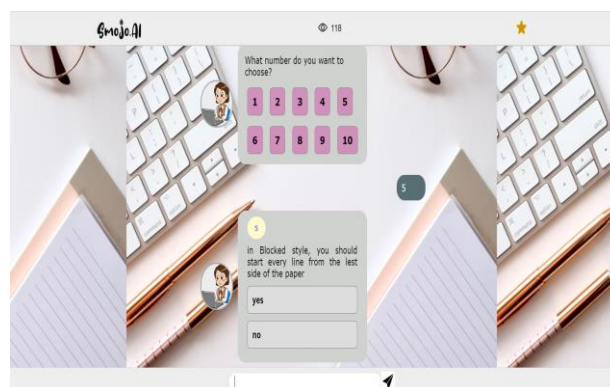 Smojo.AI
118
What number do you want to
choose?
1 2 3 4 5
6 7 8 9 10
5
5
in Blocked style, you should
start every line from the lest
side of the paper
yes
no